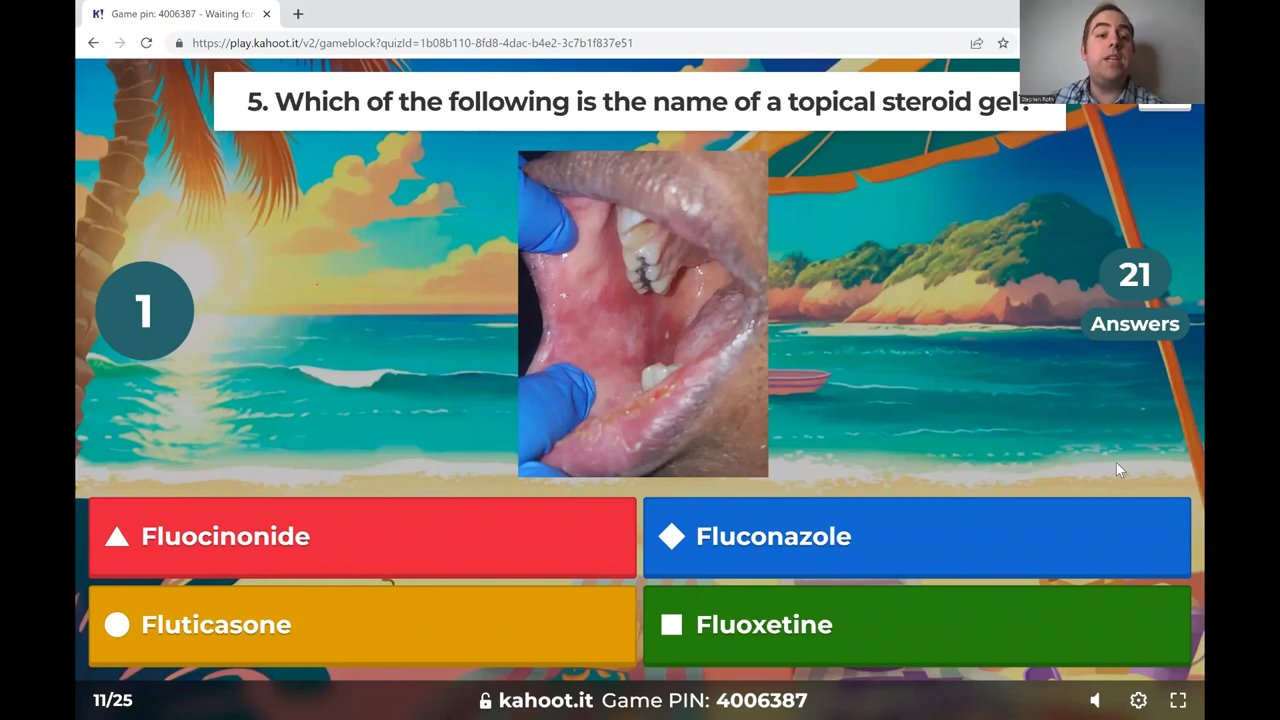 K! Game pin: 4006387 - Waiting for
https://play.kahoot.it/v2/gameblock?quizId=1b08b110-8fd8-4dac-b4e2-3c7b1f837e51
Stephen Roth
5. Which of the following is the name of a topical steroid gel?
1
21
Answers
Fluocinonide
Fluconazole
Fluticasone
Fluoxetine
11/25
kahoot.it Game PIN: 4006387